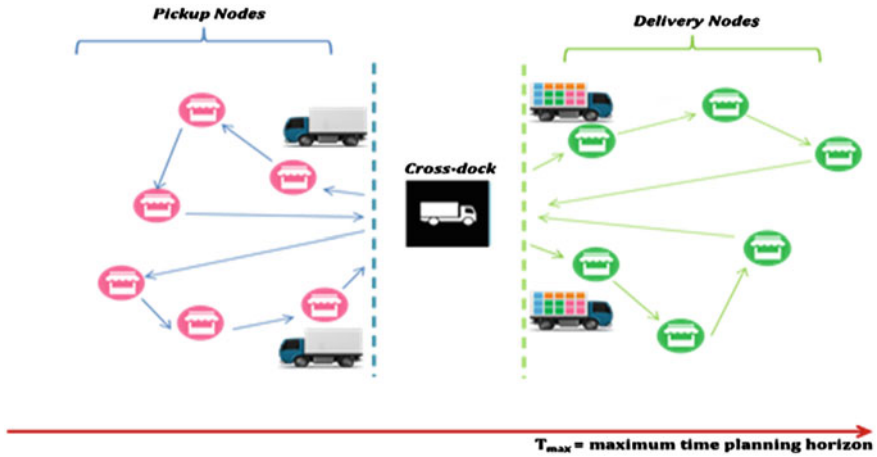 Pickup Nodes
Delivery Nodes
Cross-dock
Tmax = maximum time planning horizon